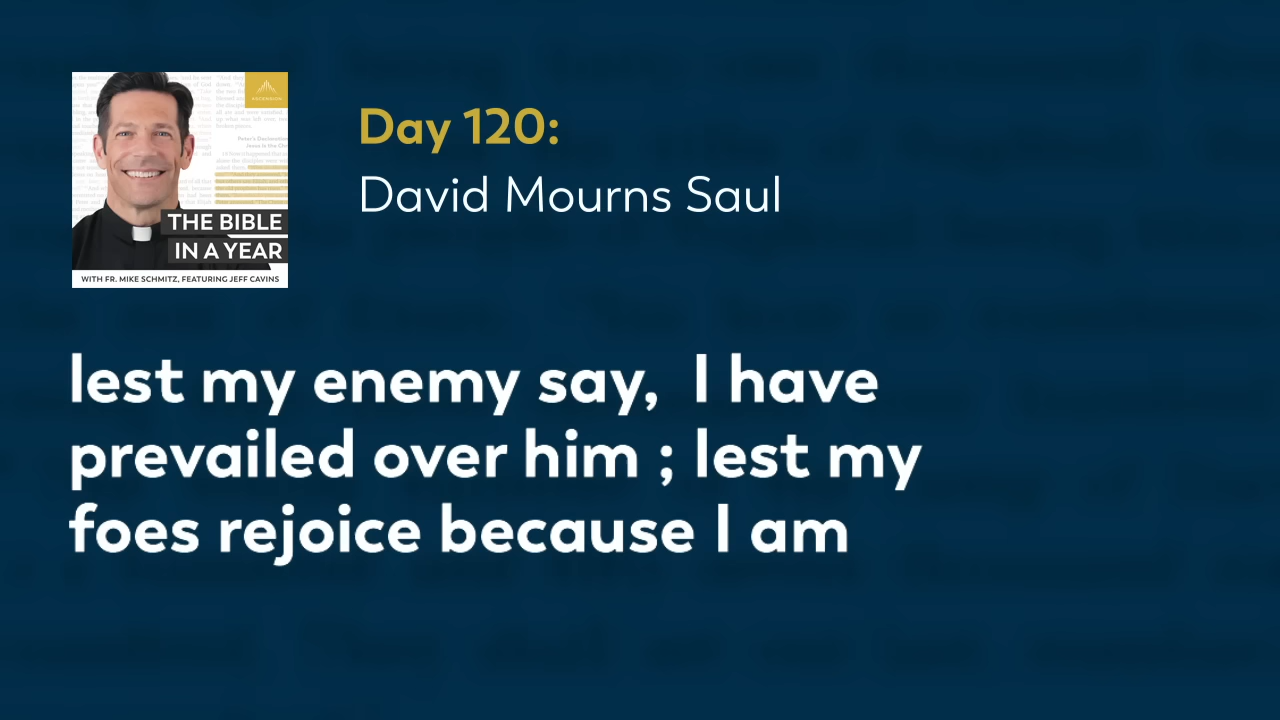 Day 120:
David Mourns Saul
THE BIBLE
IN A YEAR
WITH FR. MIKE SCHMITZ, FEATURING JEFF CAVINS
lest my enemy say,  I have
prevailed over him ; lest my
foes rejoice because I am